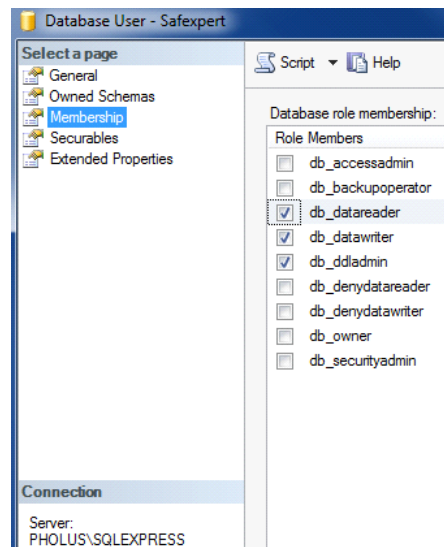 Database User - Safexpert
Select a page
General
Owned Schemas
Membership
Securables
Extended Properties
Script
Help
Database role membership:
Role Members
db_accessadmin
db_backupoperator
db_datareader
db_datawriter
db_ddladmin
db_denydatareader
db_denydatawriter
db_owner
db_securityadmin
Connection
Server:
PHOLUS\SQLEXPRESS